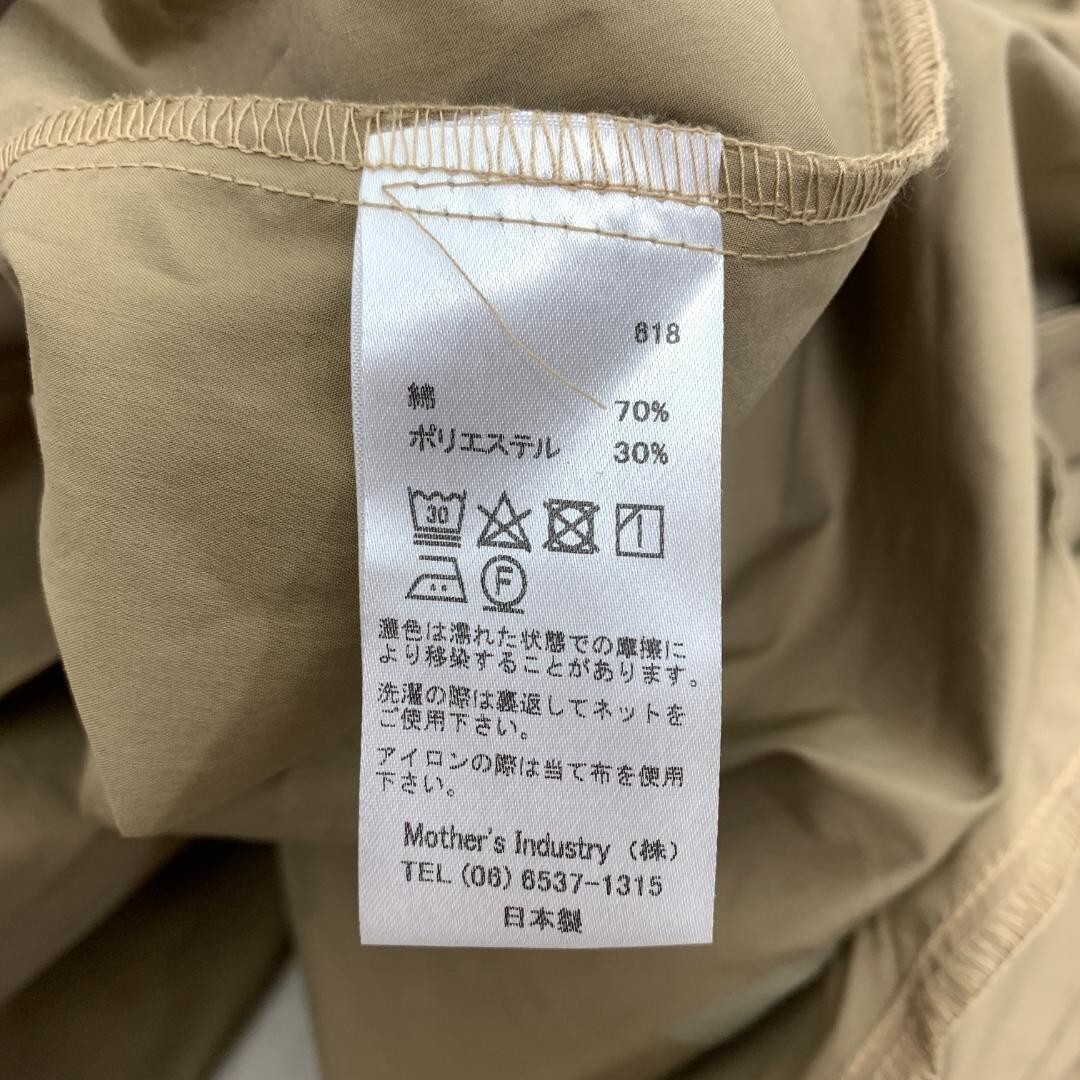 618
綿 70%
ポリエステル 30%
30
F
濃色は濡れた状態での摩擦に
より移染することがあります。
洗濯の際は裏返してネットを
ご使用下さい。
アイロンの際は当て布を使用
下さい。
Mother's Industry (株)
TEL (06) 6537-1315
日本製